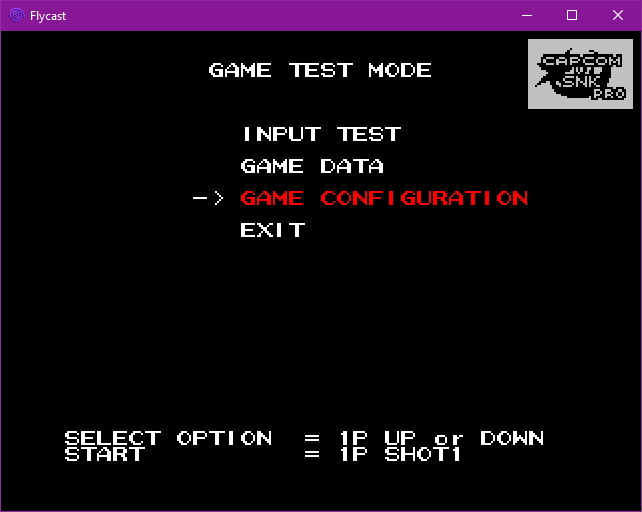 Flycast
CAPCOM
VS
SNK
PRO
GAME TEST MODE
INPUT TEST
GAME DATA
-> GAME CONFIGURATION
EXIT
SELECT OPTION = 1P UP or DOWN
START = 1P SHOT1